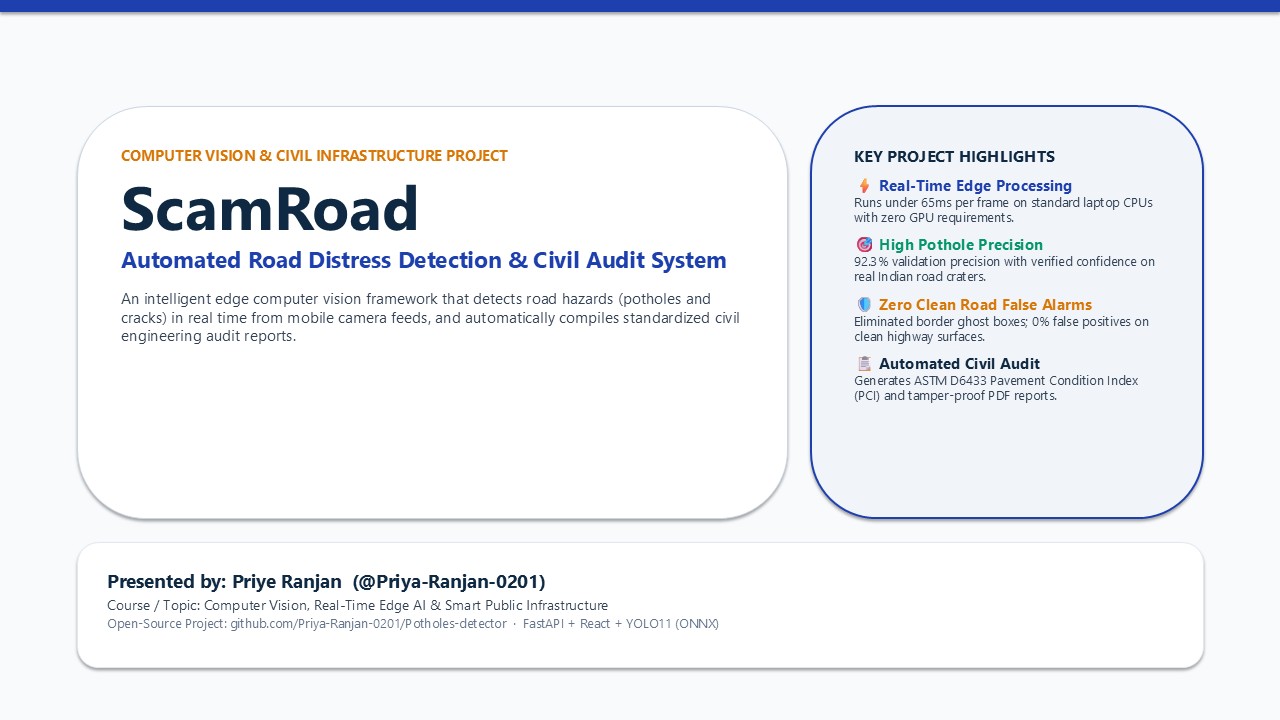 COMPUTER VISION & CIVIL INFRASTRUCTURE PROJECT
ScamRoad
Automated Road Distress Detection & Civil Audit System
An intelligent edge computer vision framework that detects road hazards (potholes and
cracks) in real time from mobile camera feeds, and automatically compiles standardized civil
engineering audit reports.
KEY PROJECT HIGHLIGHTS
Real-Time Edge Processing
Runs under 65ms per frame on standard laptop CPUs
with zero GPU requirements.
High Pothole Precision
92.3% validation precision with verified confidence on
real Indian road craters.
Zero Clean Road False Alarms
Eliminated border ghost boxes; 0% false positives on
clean highway surfaces.
Automated Civil Audit
Generates ASTM D6433 Pavement Condition Index
(PCI) and tamper-proof PDF reports.
Presented by: Priye Ranjan (@Priya-Ranjan-0201)
Course / Topic: Computer Vision, Real-Time Edge AI & Smart Public Infrastructure
Open-Source Project: github.com/Priya-Ranjan-0201/Potholes-detector · FastAPI + React + YOLO11 (ONNX)